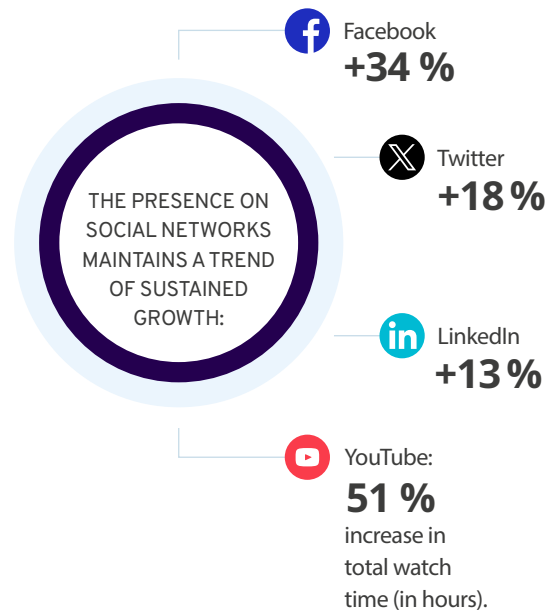 THE PRESENCE ON
SOCIAL NETWORKS
MAINTAINS A TREND
OF SUSTAINED
GROWTH:
Facebook
+34 %
Twitter
+18 %
LinkedIn
+13 %
YouTube:
51 %
increase in
total watch
time (in hours).